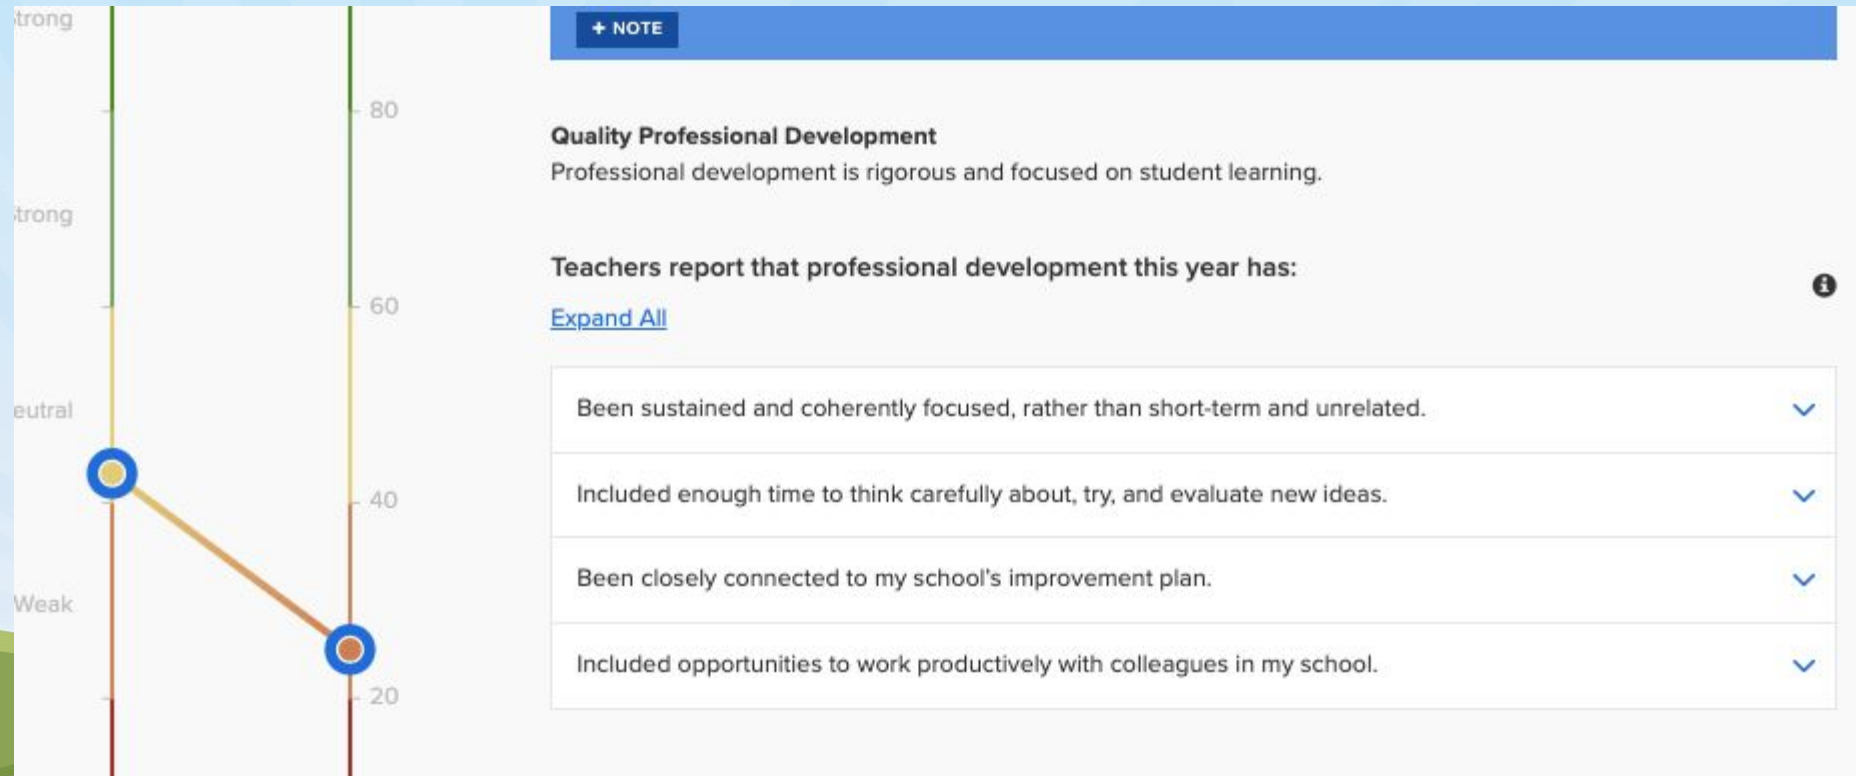 trong
+ NOTE
80
Quality Professional Development
Professional development is rigorous and focused on student learning.
trong
Teachers report that professional development this year has:
60
Expand All
eutral
Been sustained and coherently focused, rather than short-term and unrelated.
40
Included enough time to think carefully about, try, and evaluate new ideas.
Been closely connected to my school's improvement plan.
Weak
Included opportunities to work productively with colleagues in my school.
20